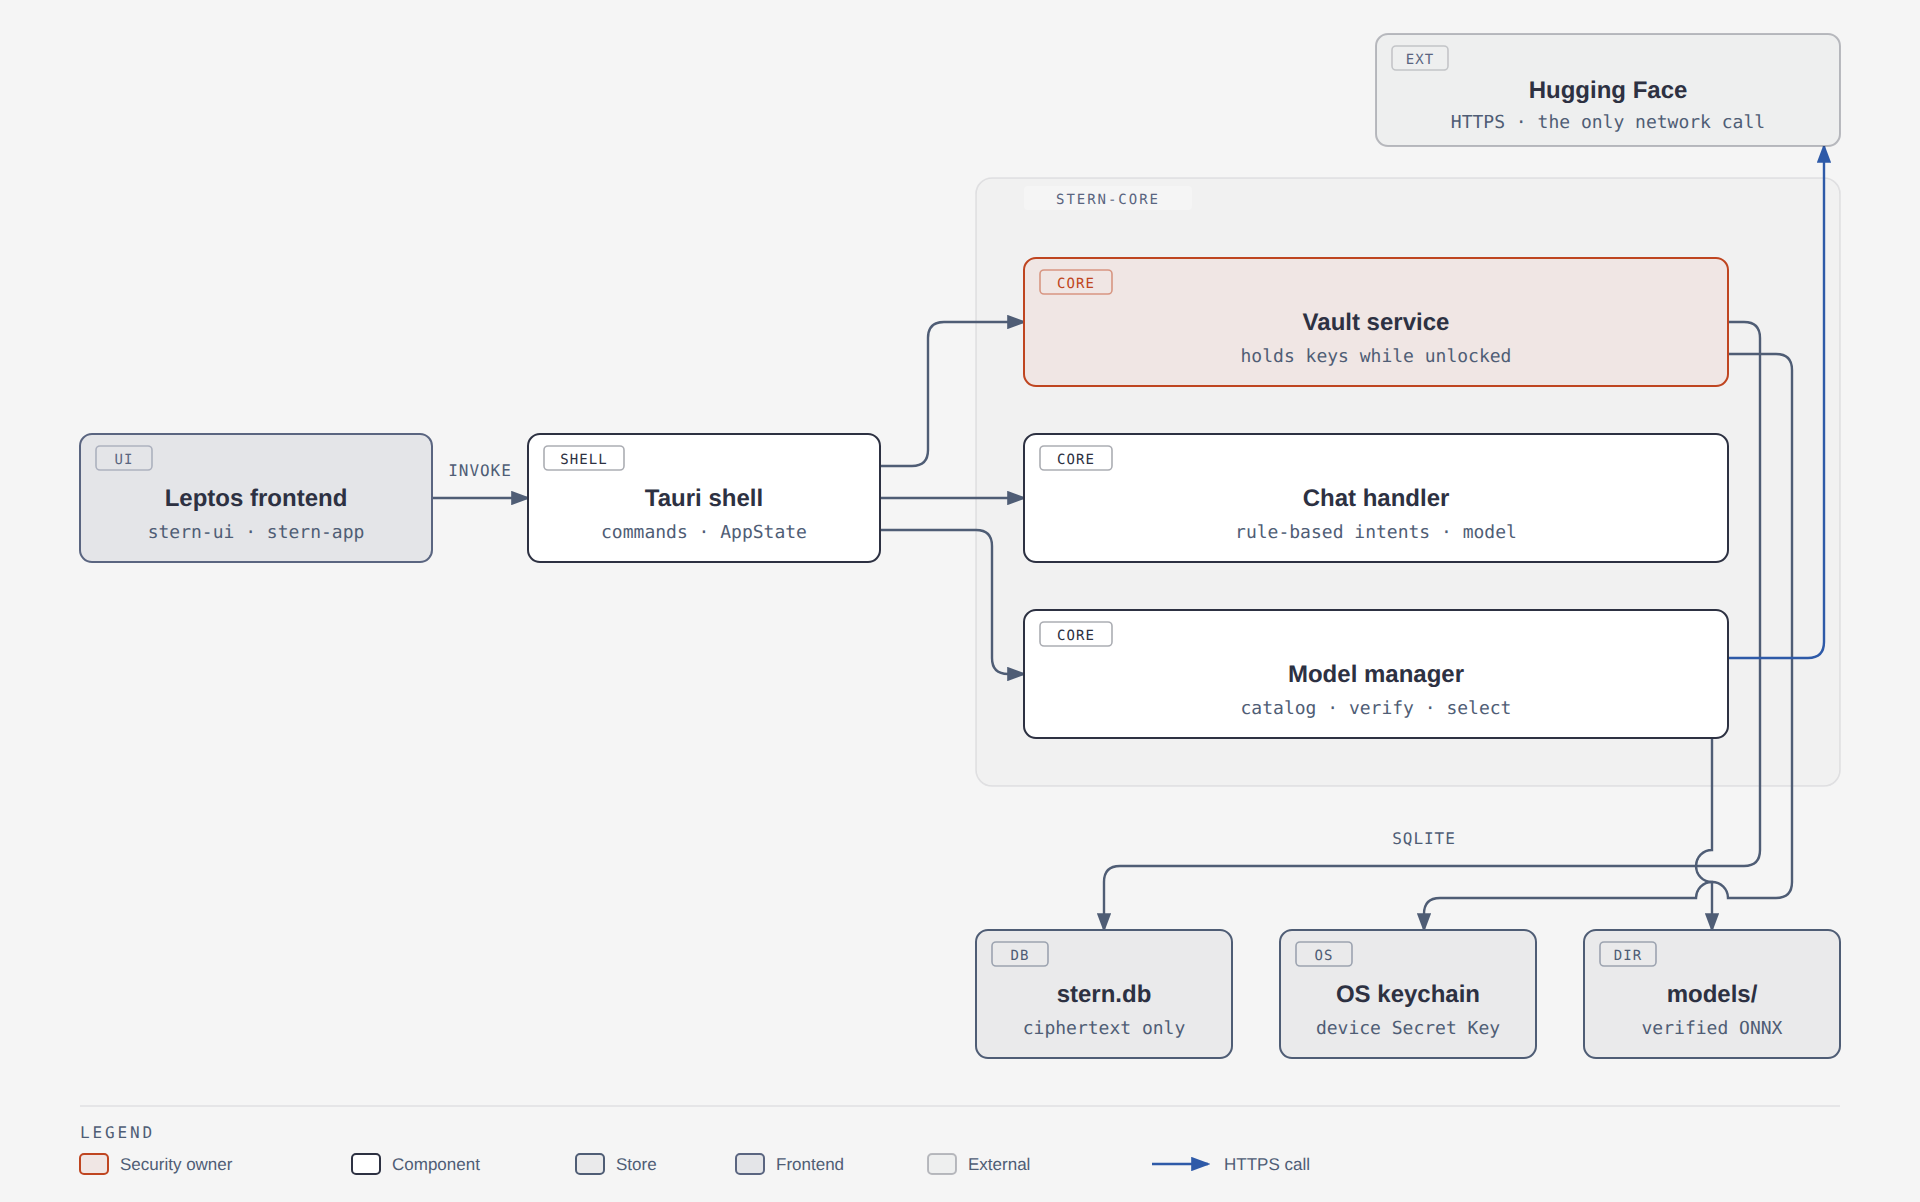 EXT
Hugging Face
HTTPS · the only network call
STERN-CORE
CORE
Vault service
holds keys while unlocked
UI
Leptos frontend
stern-ui · stern-app
INVOKE
SHELL
Tauri shell
commands · AppState
CORE
Chat handler
rule-based intents · model
CORE
Model manager
catalog · verify · select
SQLITE
DB
stern.db
ciphertext only
OS
OS keychain
device Secret Key
DIR
models/
verified ONNX
LEGEND
Security owner
Component
Store
Frontend
External
HTTPS call